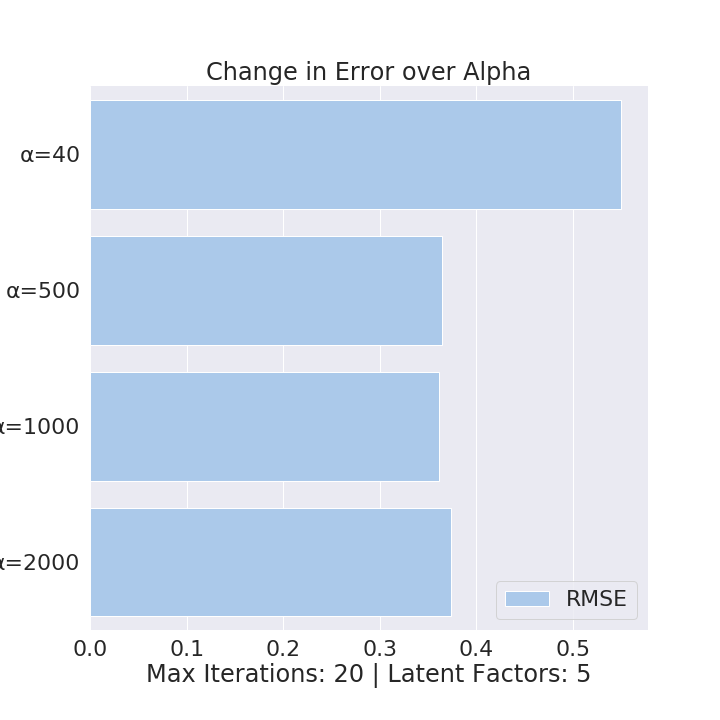 Change in Error over Alpha
α=40
α=500
α=1000
α=2000
RMSE
0.0 0.1 0.2 0.3 0.4 0.5
Max Iterations: 20 | Latent Factors: 5